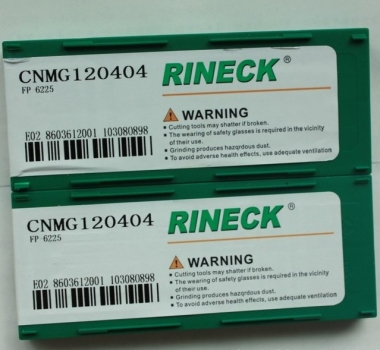 CNMG120404 RINECK®
FP 6225
WARNING
• Cutting tools may shatter if broken.
• The wearing of safety glasses is required in the vicinity
of their use.
• Grinding produces hazqrdous dust.
• To avoid adverse health effects, use adequate ventilation
E02 8603612001 103080898
CNMG120404 RINECK®
FP 6225
WARNING
• Cutting tools may shatter if broken.
• The wearing of safety glasses is required in the vicinity
of their use.
• Grinding produces hazqrdous dust.
• To avoid adverse health effects, use adequate ventilation
E02 8603612001 103080898